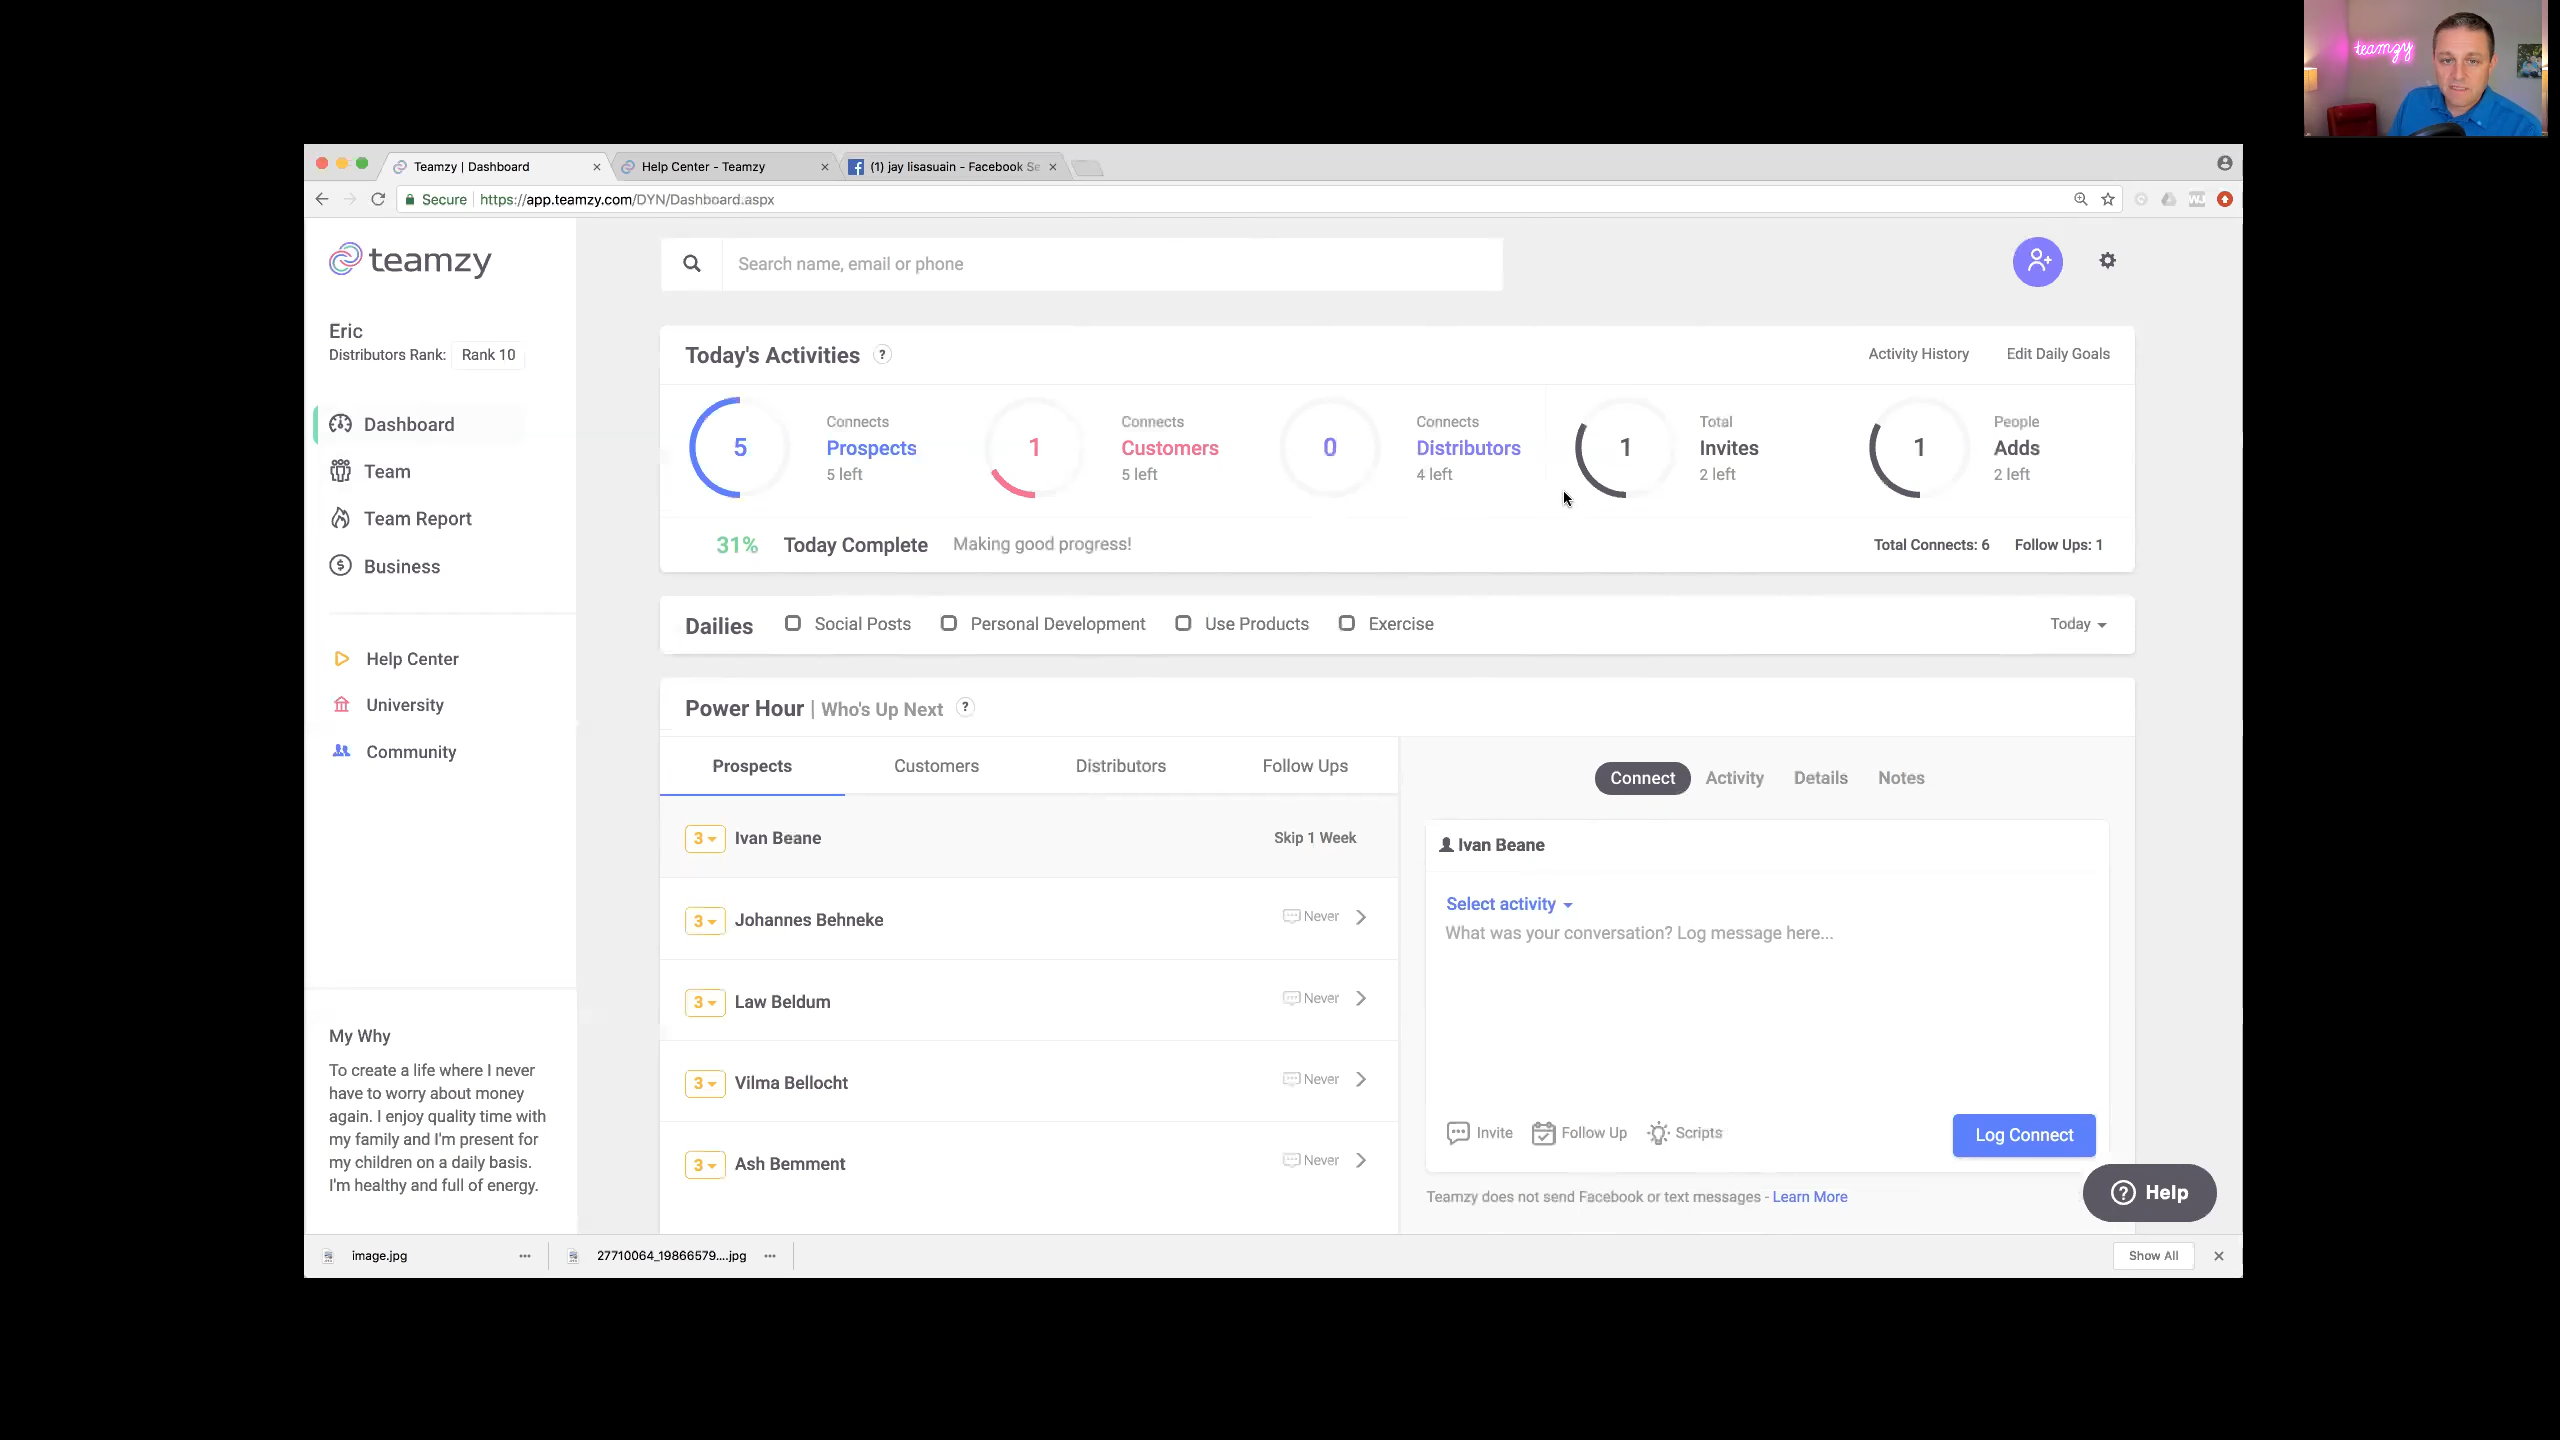 teamzy
Teamzy | Dashboard
Help Center - Teamzy
(1) jay lisasuain - Facebook Se
Secure
https://app.teamzy.com/DYN/Dashboard.aspx
teamzy
Search name, email or phone
Eric
Distributors Rank: Rank 10
Dashboard
Team
Team Report
Business
Help Center
University
Community
My Why
To create a life where I never
have to worry about money
again. I enjoy quality time with
my family and I'm present for
my children on a daily basis.
I'm healthy and full of energy.
Today's Activities ?
Activity History
Edit Daily Goals
5
Connects
Prospects
5 left
1
Connects
Customers
5 left
0
Connects
Distributors
4 left
1
Total
Invites
2 left
1
People
Adds
2 left
31% Today Complete Making good progress!
Total Connects: 6 Follow Ups: 1
Dailies Social Posts Personal Development Use Products Exercise
Today
Power Hour | Who's Up Next ?
Prospects Customers Distributors Follow Ups
3 Ivan Beane Skip 1 Week
3 Johannes Behneke Never
3 Law Beldum Never
3 Vilma Bellocht Never
3 Ash Bemment Never
Connect Activity Details Notes
Ivan Beane
Select activity
What was your conversation? Log message here...
Invite Follow Up Scripts
Log Connect
Teamzy does not send Facebook or text messages - Learn More
? Help
image.jpg
27710064_19866579....jpg
Show All